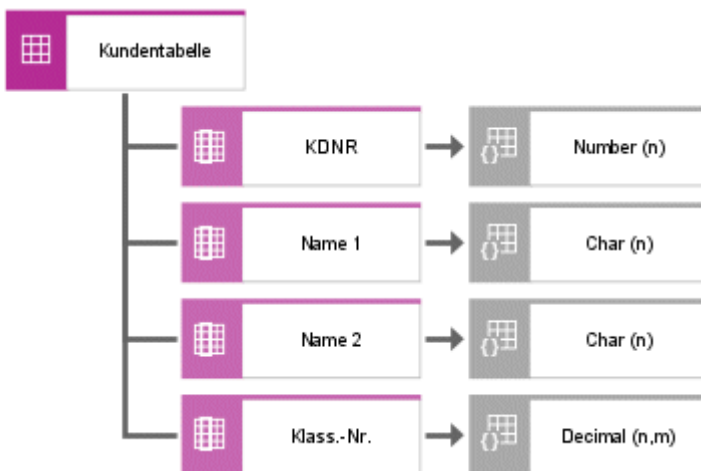 Kundentabelle
KDNR
Number (n)
Name 1
Char (n)
Name 2
Char (n)
Klass.-Nr.
Decimal (n,m)